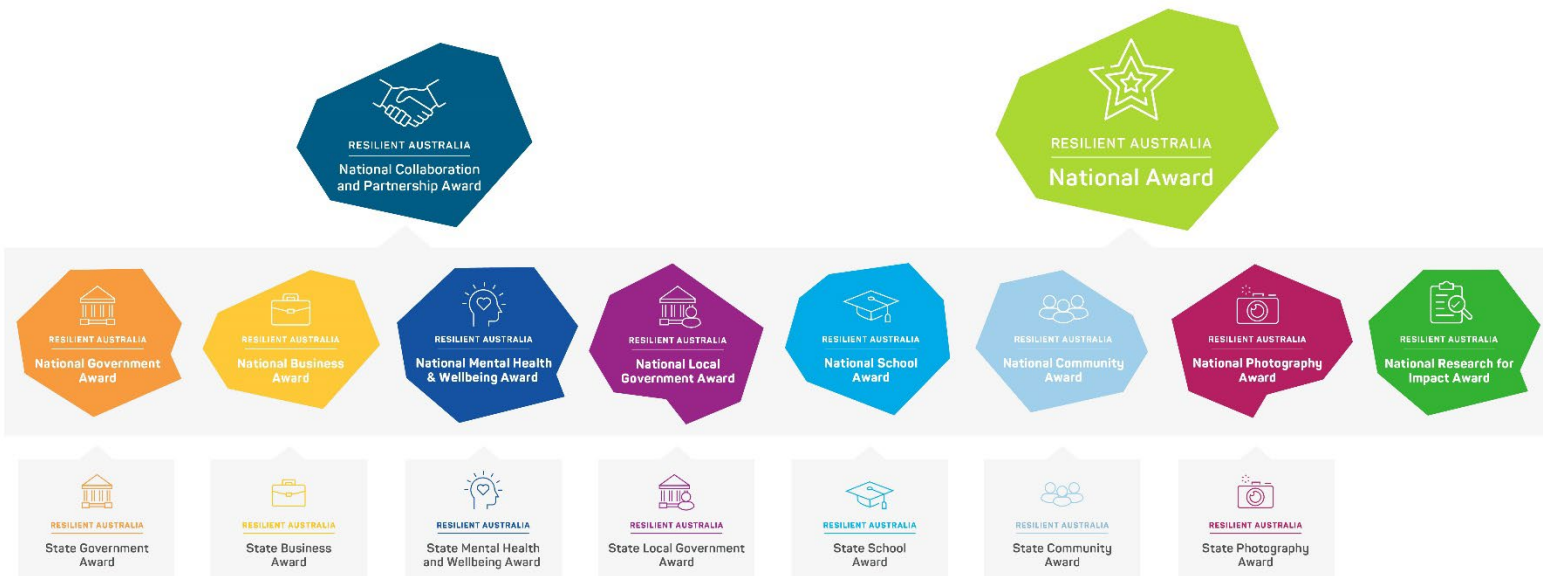 RESILIENT AUSTRALIA
National Collaboration
and Partnership Award
RESILIENT AUSTRALIA
National Award
RESILIENT AUSTRALIA
National Government
Award
RESILIENT AUSTRALIA
National Business
Award
RESILIENT AUSTRALIA
National Mental Health
& Wellbeing Award
RESILIENT AUSTRALIA
National Local
Government Award
RESILIENT AUSTRALIA
National School
Award
RESILIENT AUSTRALIA
National Community
Award
RESILIENT AUSTRALIA
National Photography
Award
RESILIENT AUSTRALIA
National Research for
Impact Award
RESILIENT AUSTRALIA
State Government
Award
RESILIENT AUSTRALIA
State Business
Award
RESILIENT AUSTRALIA
State Mental Health
and Wellbeing Award
RESILIENT AUSTRALIA
State Local Government
Award
RESILIENT AUSTRALIA
State School
Award
RESILIENT AUSTRALIA
State Community
Award
RESILIENT AUSTRALIA
State Photography
Award